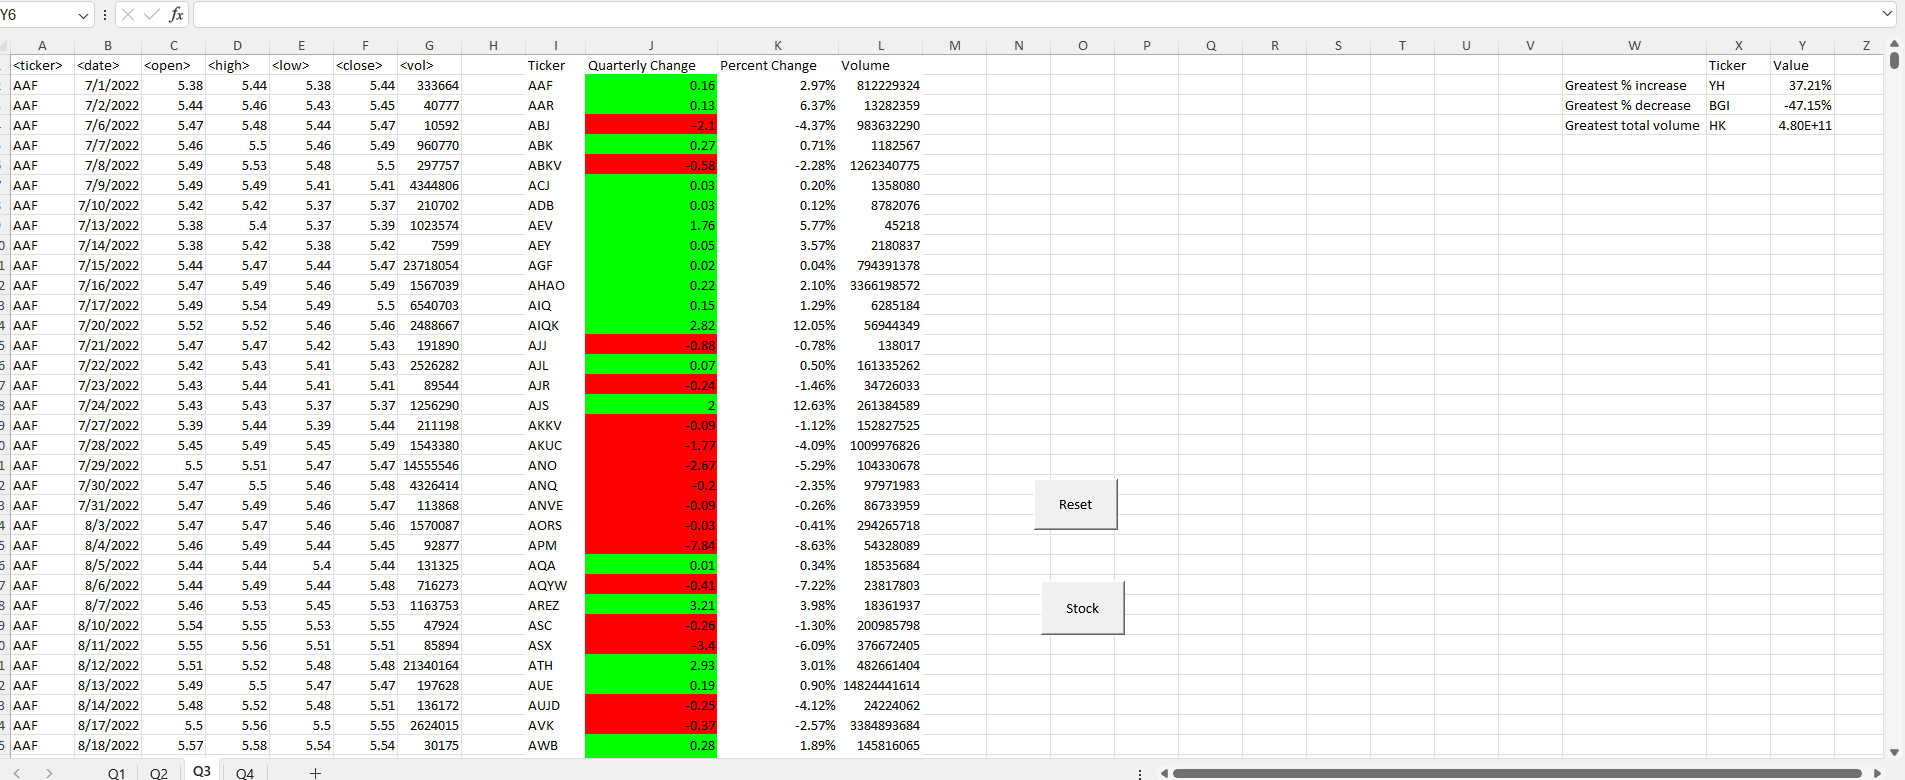 Y6 fx
A B C D E F G H I J K L M N O P Q R S T U V W X Y Z
<ticker> <date> <open> <high> <low> <close> <vol> Ticker Quarterly Change Percent Change Volume Ticker Value
AAF 7/1/2022 5.38 5.44 5.38 5.44 333664 AAF 0.16 2.97% 812229324 Greatest % increase YH 37.21%
AAF 7/2/2022 5.44 5.46 5.43 5.45 40777 AAR 0.13 6.37% 13282359 Greatest % decrease BGI -47.15%
AAF 7/6/2022 5.47 5.48 5.44 5.47 10592 ABJ -2.1 -4.37% 983632290 Greatest total volume HK 4.80E+11
AAF 7/7/2022 5.46 5.5 5.46 5.49 960770 ABK 0.27 0.71% 1182567
AAF 7/8/2022 5.49 5.53 5.48 5.5 297757 ABKV -0.58 -2.28% 1262340775
AAF 7/9/2022 5.49 5.49 5.41 5.41 4344806 ACJ 0.03 0.20% 1358080
AAF 7/10/2022 5.42 5.42 5.37 5.37 210702 ADB 0.03 0.12% 8782076
AAF 7/13/2022 5.38 5.4 5.37 5.39 1023574 AEV 1.76 5.77% 45218
AAF 7/14/2022 5.38 5.42 5.38 5.42 7599 AEY 0.05 3.57% 2180837
AAF 7/15/2022 5.44 5.47 5.44 5.47 23718054 AGF 0.02 0.04% 794391378
AAF 7/16/2022 5.47 5.49 5.46 5.49 1567039 AHAO 0.22 2.10% 3366198572
AAF 7/17/2022 5.49 5.54 5.49 5.5 6540703 AIQ 0.15 1.29% 6285184
AAF 7/20/2022 5.52 5.52 5.46 5.46 2488667 AIQK 2.82 12.05% 56944349
AAF 7/21/2022 5.47 5.47 5.42 5.43 191890 AJJ -0.88 -0.78% 138017
AAF 7/22/2022 5.42 5.43 5.41 5.43 2526282 AJL 0.07 0.50% 161335262
AAF 7/23/2022 5.43 5.44 5.41 5.41 89544 AJR -0.24 -1.46% 34726033
AAF 7/24/2022 5.43 5.43 5.37 5.37 1256290 AJS 2 12.63% 261384589
AAF 7/27/2022 5.39 5.44 5.39 5.44 211198 AKKV -0.09 -1.12% 152827525
AAF 7/28/2022 5.45 5.49 5.45 5.49 1543380 AKUC -1.77 -4.09% 1009976826
AAF 7/29/2022 5.5 5.51 5.47 5.47 14555546 ANO -2.67 -5.29% 104330678
AAF 7/30/2022 5.47 5.5 5.46 5.48 4326414 ANQ -0.2 -2.35% 97971983
AAF 7/31/2022 5.47 5.49 5.46 5.47 113868 ANVE -0.09 -0.26% 86733959 Reset
AAF 8/3/2022 5.47 5.47 5.46 5.46 1570087 AORS -0.03 -0.41% 294265718
AAF 8/4/2022 5.46 5.49 5.44 5.45 92877 APM -7.84 -8.63% 54328089
AAF 8/5/2022 5.44 5.44 5.4 5.44 131325 AQA 0.01 0.34% 18535684
AAF 8/6/2022 5.44 5.49 5.44 5.48 716273 AQYW -0.41 -7.22% 23817803
AAF 8/7/2022 5.46 5.53 5.45 5.53 1163753 AREZ 3.21 3.98% 18361937 Stock
AAF 8/10/2022 5.54 5.55 5.53 5.55 47924 ASC -0.26 -1.30% 200985798
AAF 8/11/2022 5.55 5.56 5.51 5.51 85894 ASX -3.4 -6.09% 376672405
AAF 8/12/2022 5.51 5.52 5.48 5.48 21340164 ATH 2.93 3.01% 482661404
AAF 8/13/2022 5.49 5.5 5.47 5.47 197628 AUE 0.19 0.90% 14824441614
AAF 8/14/2022 5.48 5.52 5.48 5.51 136172 AUJD -0.25 -4.12% 24224062
AAF 8/17/2022 5.5 5.56 5.5 5.55 2624015 AVK -0.37 -2.57% 3384893684
AAF 8/18/2022 5.57 5.58 5.54 5.54 30175 AWB 0.28 1.89% 145816065
Q1 Q2 Q3 Q4 +